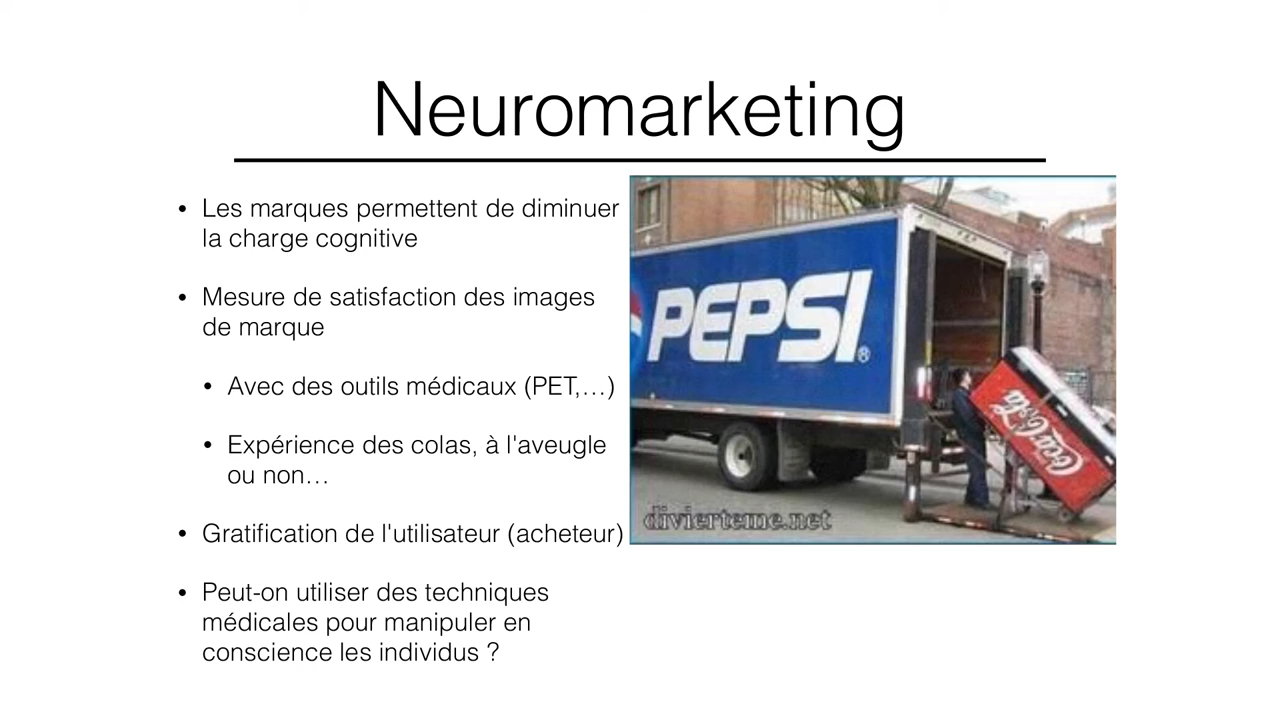 Neuromarketing
• Les marques permettent de diminuer
la charge cognitive
• Mesure de satisfaction des images
de marque
• Avec des outils médicaux (PET,…)
• Expérience des colas, à l'aveugle
ou non…
• Gratification de l'utilisateur (acheteur)
• Peut-on utiliser des techniques
médicales pour manipuler en
conscience les individus ?
PEPSI®
Coca-Cola
divierteme.net